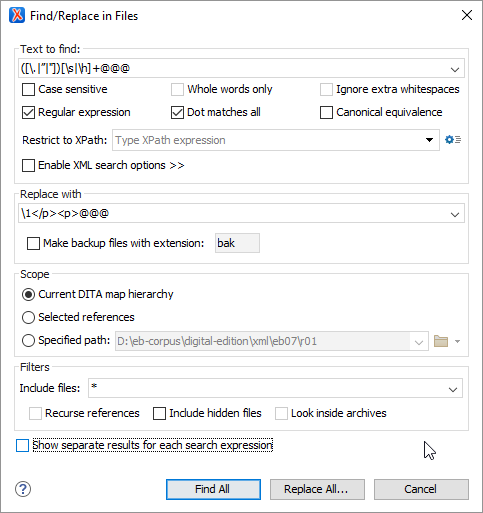 Find/Replace in Files
Text to find:
([\.|"|"])[\s|\h]+@@@
Case sensitive Whole words only Ignore extra whitespaces
Regular expression Dot matches all Canonical equivalence
Restrict to XPath: Type XPath expression
Enable XML search options >>
Replace with
\1</p><p>@@@
Make backup files with extension: bak
Scope
Current DITA map hierarchy
Selected references
Specified path: D:\eb-corpus\digital-edition\xml\eb07\r01
Filters
Include files: *
Recurse references Include hidden files Look inside archives
Show separate results for each search expression
? Find All Replace All... Cancel